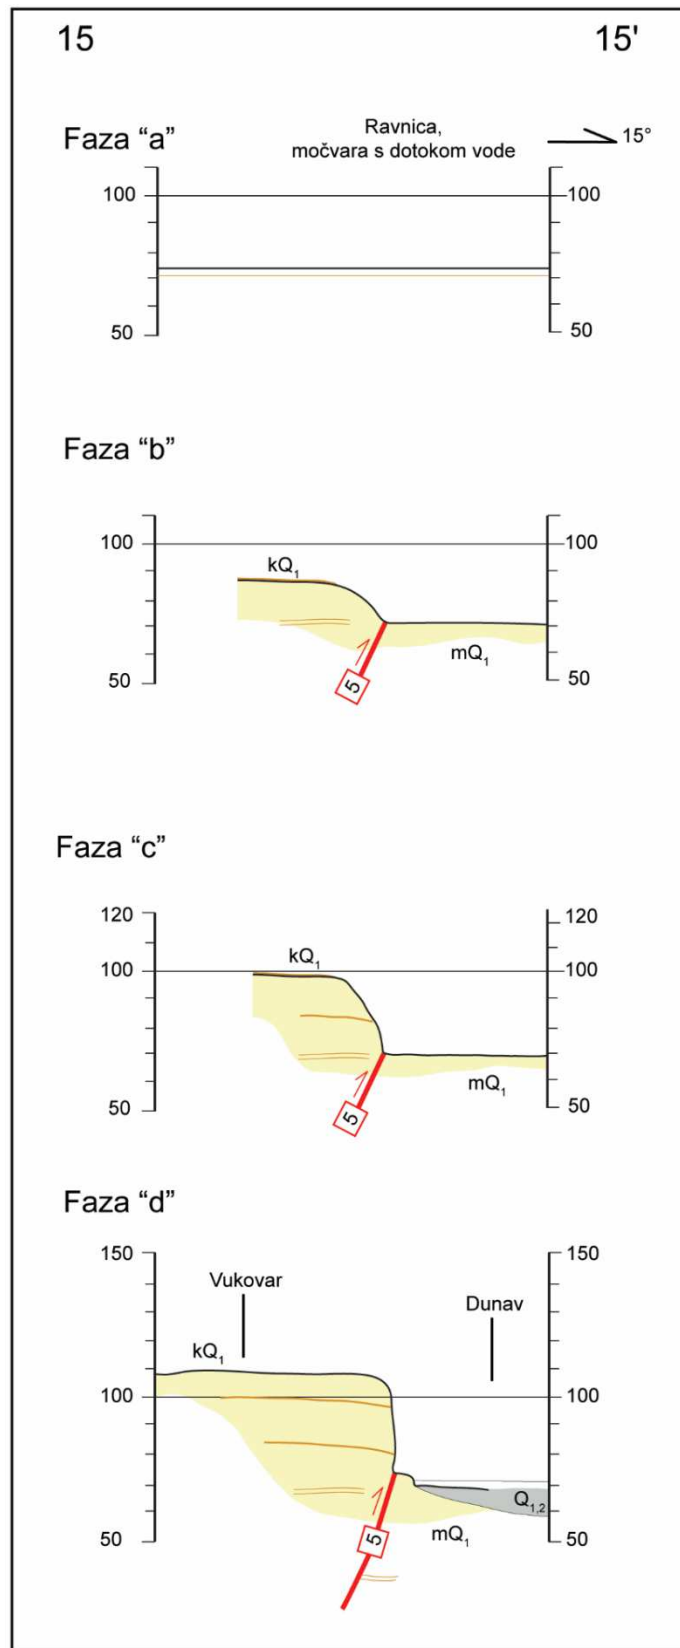 15 15'
Faza “a”
Ravnica,
močvara s dotokom vode
15°
100 100
50 50
Faza “b”
100 100
kQ1
mQ1
50 50
5
Faza “c”
120 120
100 100
kQ1
mQ1
50 50
5
Faza “d”
150 150
Vukovar
Dunav
kQ1
100 100
Q1,2
mQ1
50 50
5